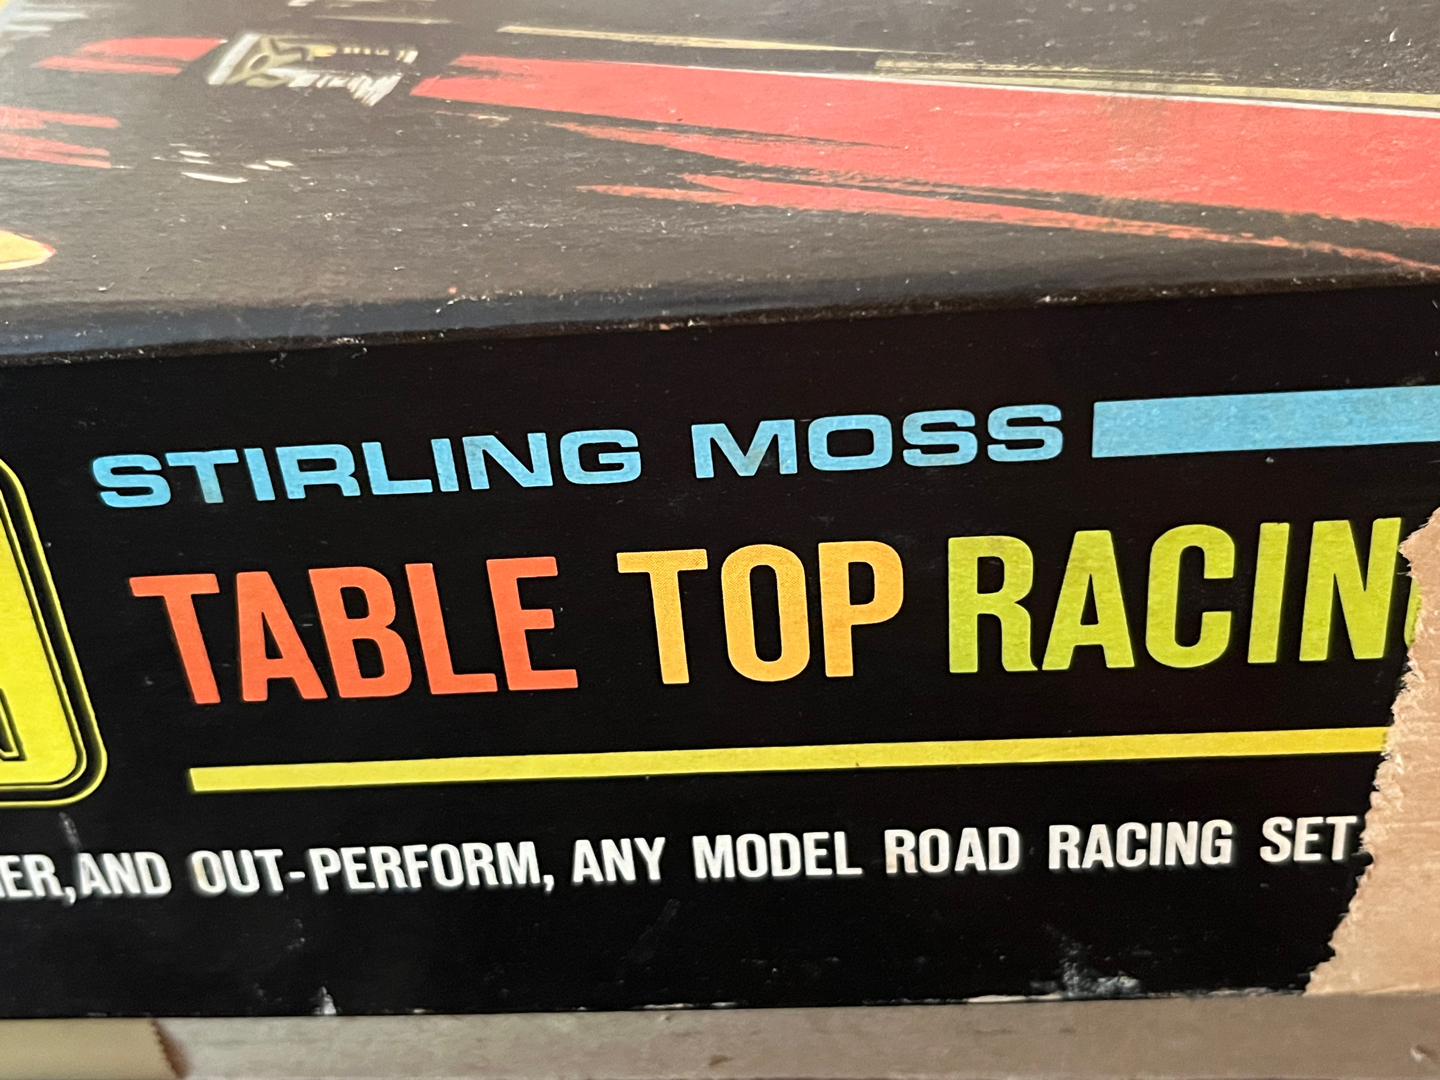 STIRLING MOSS
TABLE TOP RACIN
ER, AND OUT-PERFORM, ANY MODEL ROAD RACING SET